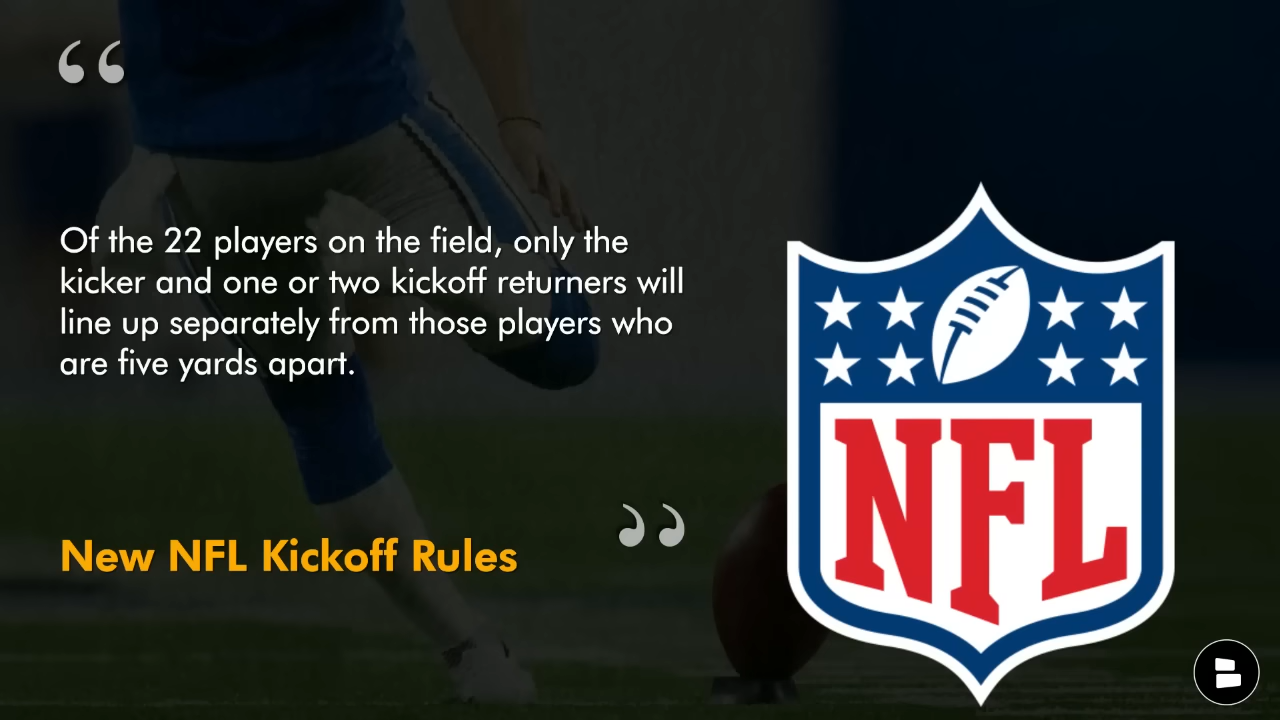 “
Of the 22 players on the field, only the
kicker and one or two kickoff returners will
line up separately from those players who
are five yards apart.
”
New NFL Kickoff Rules
NFL